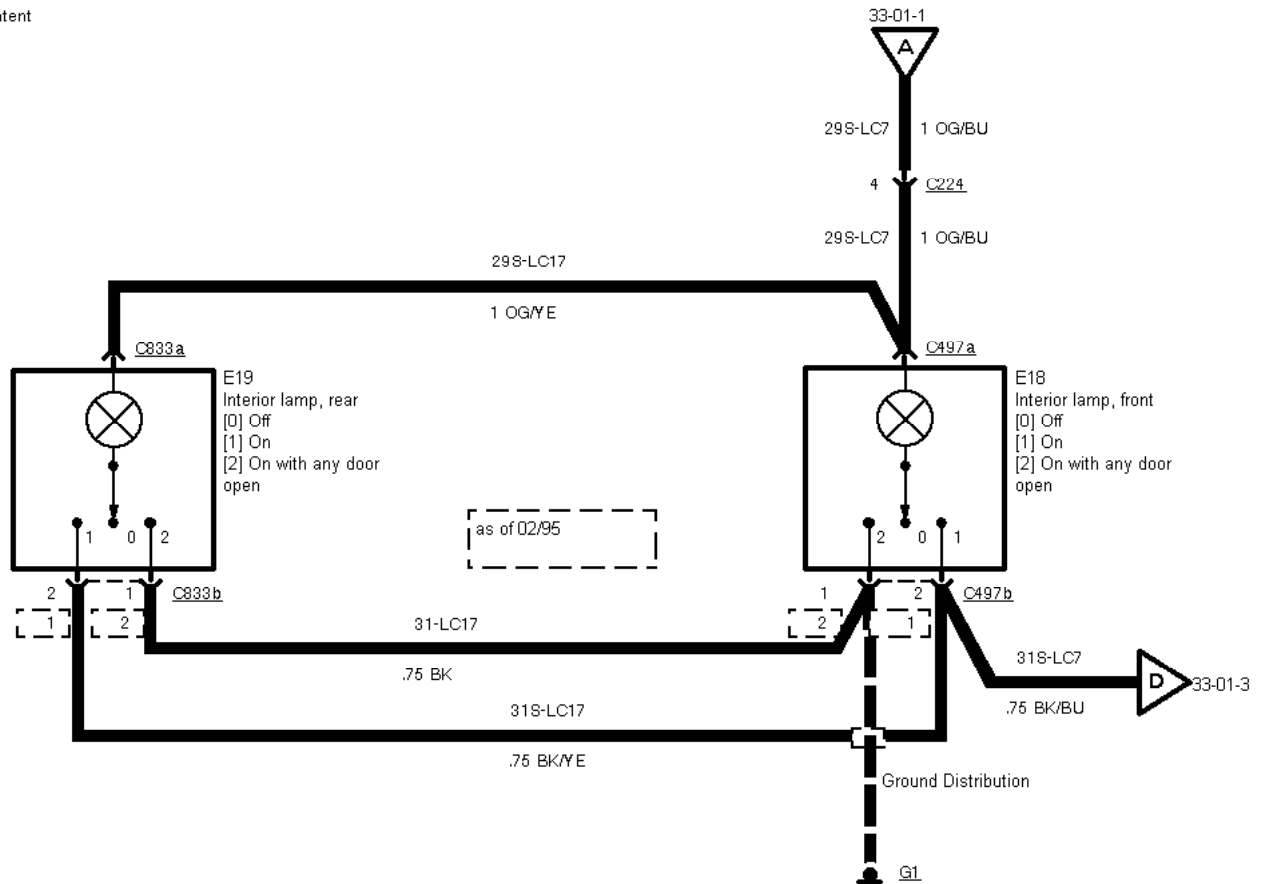 ntent
33-01-1
A
29S-LC7 1 OG/BU
4 C224
29S-LC7 1 OG/BU
29S-LC17
1 OG/YE
C833a
C497a
E19
Interior lamp, rear
[0] Off
[1] On
[2] On with any door
open
E18
Interior lamp, front
[0] Off
[1] On
[2] On with any door
open
as of 02/95
1 0 2
2 0 1
2 1 C833b
1 2 C497b
1 2
2 1
31-LC17
.75 BK
31S-LC7
D
33-01-3
.75 BK/BU
31S-LC17
.75 BK/YE
Ground Distribution
G1